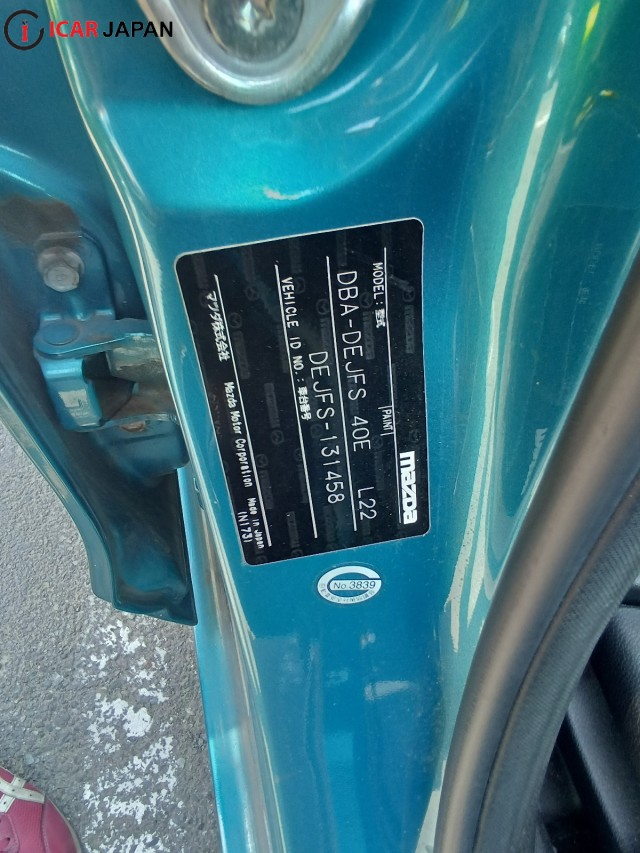 ICAR JAPAN
mazda
MODEL: 型式 [PAINT]
DBA-DEJFS 40E L22
VEHICLE ID NO.: 車台番号
DEJFS-131458
マツダ株式会社 Mazda Motor Corporation Made in Japan
(N173)
No.3839